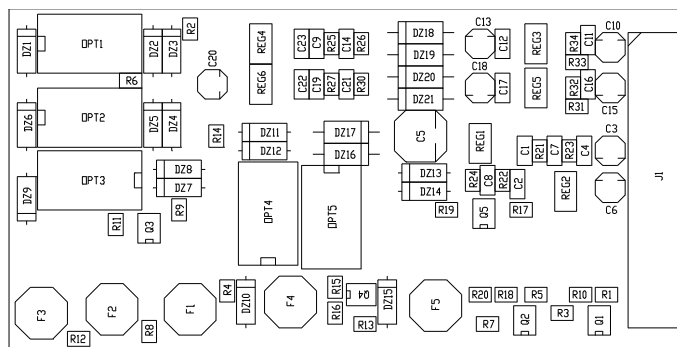 DZ1
OPT1
DZ2
DZ3
R2
R6
C20
REG4
REG6
C23
C9
R25
C14
R26
C22
C19
R27
C21
R30
DZ18
DZ19
DZ20
DZ21
C13
C12
C18
C17
REG3
REG5
R34
C11
C10
R33
R32
C16
C15
R31
DZ6
OPT2
DZ5
DZ4
R14
DZ11
DZ12
DZ17
DZ16
C5
REG1
C1
R21
C7
R23
C4
C3
DZ9
OPT3
DZ8
DZ7
R9
R11
Q3
OPT4
OPT5
DZ13
DZ14
R19
R24
C8
R22
C2
Q5
R17
REG2
C6
J1
F3
F2
F1
R4
DZ10
F4
R15
Q4
R16
R13
DZ15
F5
R20
R18
R5
R10
R1
R7
Q2
R3
Q1
R12
R8